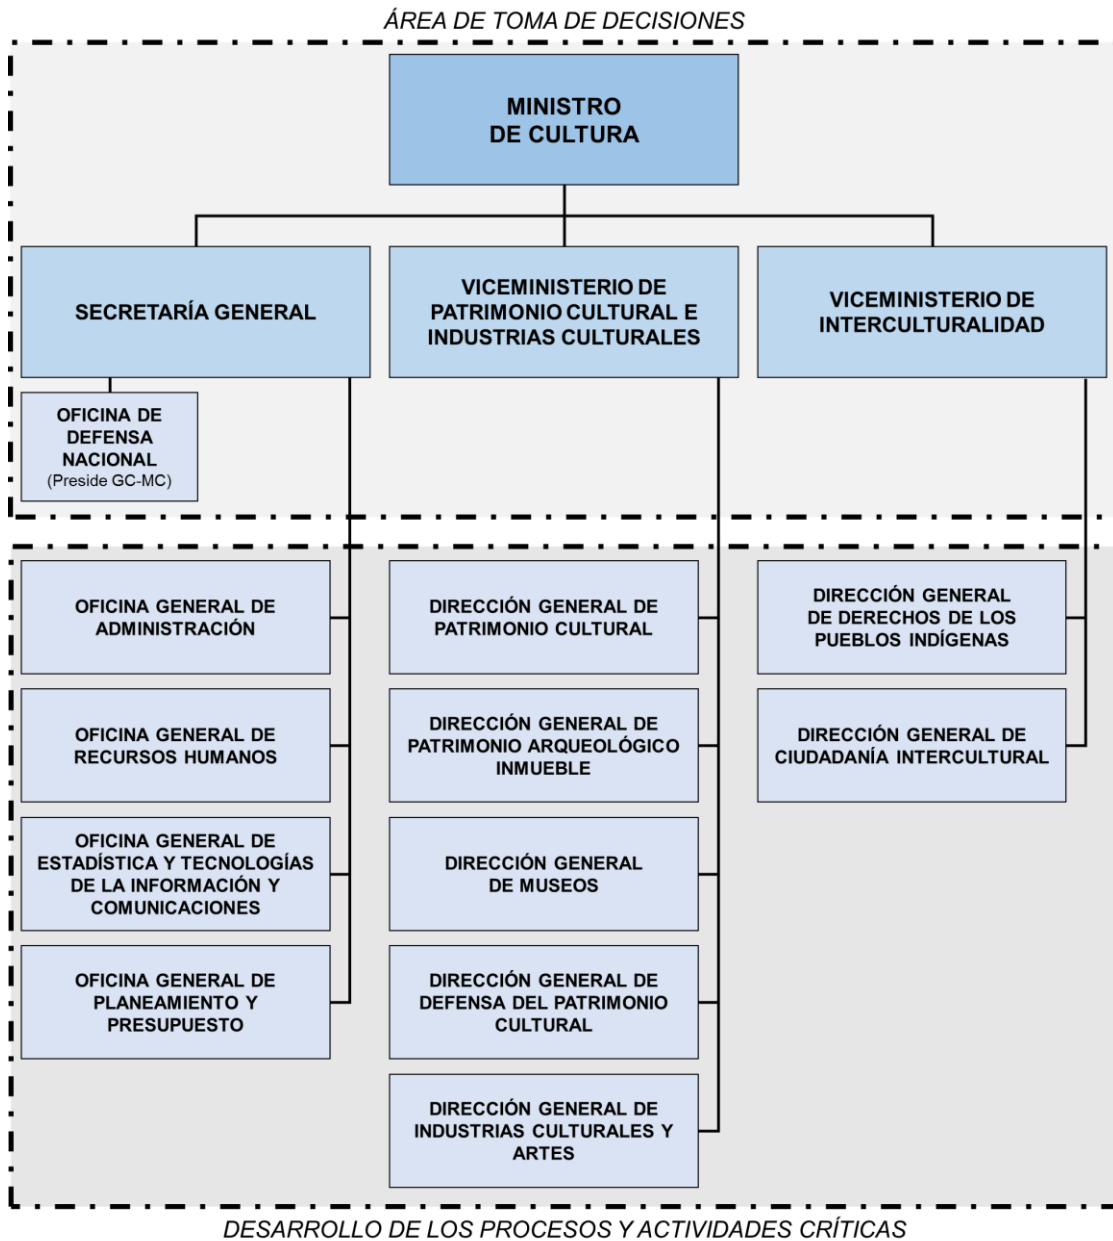 ÁREA DE TOMA DE DECISIONES
MINISTRO
DE CULTURA
SECRETARÍA GENERAL
VICEMINISTERIO DE
PATRIMONIO CULTURAL E
INDUSTRIAS CULTURALES
VICEMINISTERIO DE
INTERCULTURALIDAD
OFICINA DE
DEFENSA
NACIONAL
(Preside GC-MC)
OFICINA GENERAL DE
ADMINISTRACIÓN
OFICINA GENERAL DE
RECURSOS HUMANOS
OFICINA GENERAL DE
ESTADÍSTICA Y TECNOLOGÍAS
DE LA INFORMACIÓN Y
COMUNICACIONES
OFICINA GENERAL DE
PLANEAMIENTO Y
PRESUPUESTO
DIRECCIÓN GENERAL DE
PATRIMONIO CULTURAL
DIRECCIÓN GENERAL DE
PATRIMONIO ARQUEOLÓGICO
INMUEBLE
DIRECCIÓN GENERAL
DE MUSEOS
DIRECCIÓN GENERAL DE
DEFENSA DEL PATRIMONIO
CULTURAL
DIRECCIÓN GENERAL DE
INDUSTRIAS CULTURALES Y
ARTES
DIRECCIÓN GENERAL
DE DERECHOS DE LOS
PUEBLOS INDÍGENAS
DIRECCIÓN GENERAL DE
CIUDADANÍA INTERCULTURAL
DESARROLLO DE LOS PROCESOS Y ACTIVIDADES CRÍTICAS